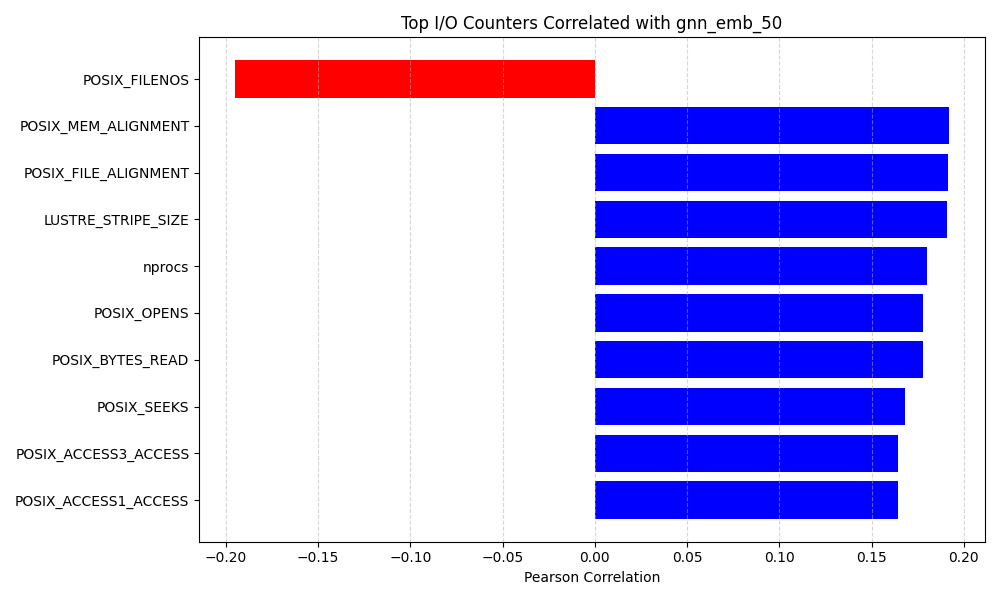 Top I/O Counters Correlated with gnn_emb_50
POSIX_FILENOS
POSIX_MEM_ALIGNMENT
POSIX_FILE_ALIGNMENT
LUSTRE_STRIPE_SIZE
nprocs
POSIX_OPENS
POSIX_BYTES_READ
POSIX_SEEKS
POSIX_ACCESS3_ACCESS
POSIX_ACCESS1_ACCESS
−0.20 −0.15 −0.10 −0.05 0.00 0.05 0.10 0.15 0.20
Pearson Correlation